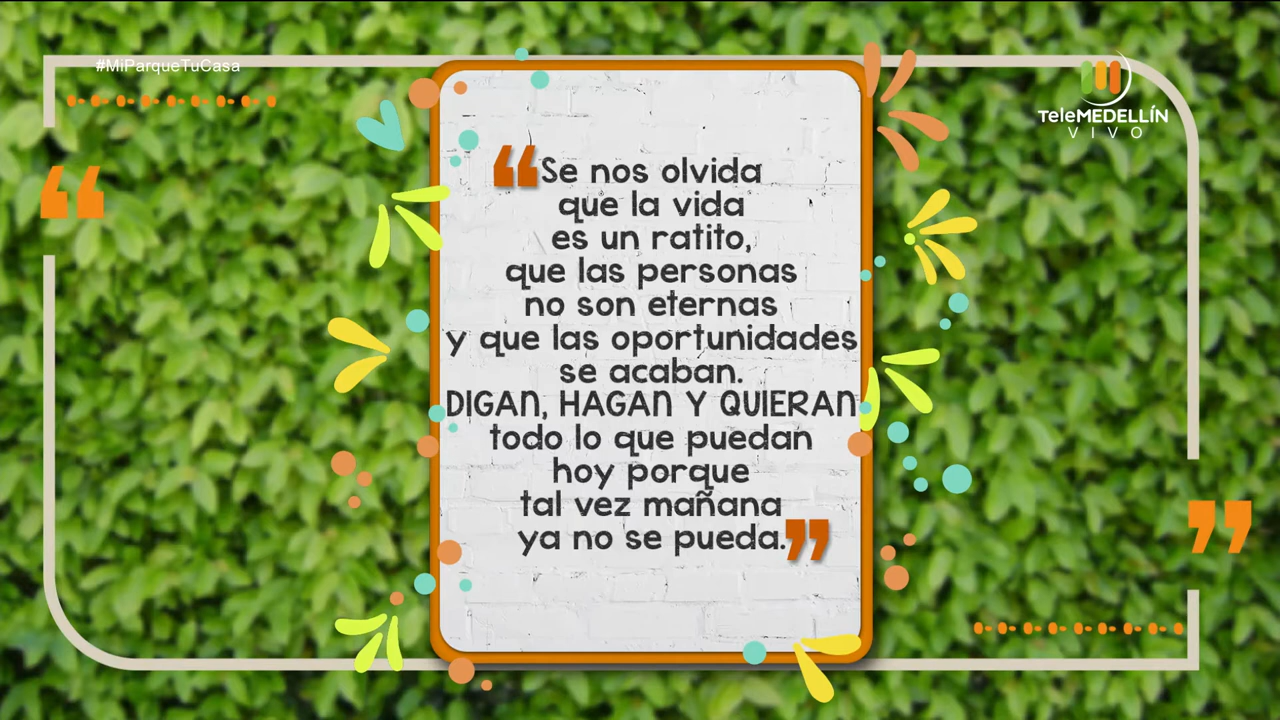 #MiParqueTuCasa
TeleMEDELLÍN
VIVO
“Se nos olvida
que la vida
es un ratito,
que las personas
no son eternas
y que las oportunidades
se acaban.
DIGAN, HAGAN Y QUIERAN
todo lo que puedan
hoy porque
tal vez mañana
ya no se pueda.”